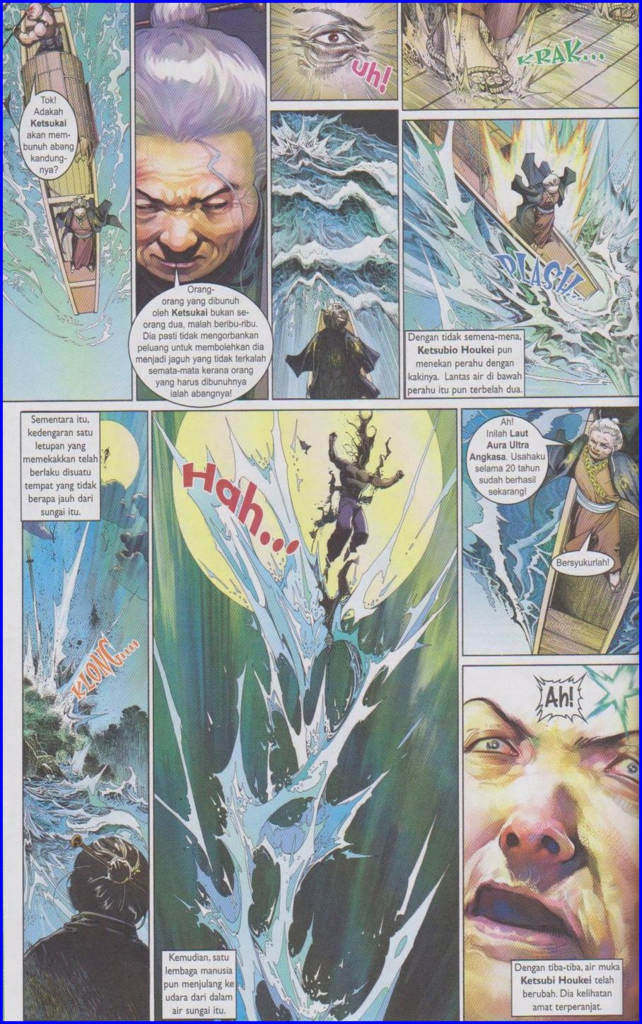 Tok!
Adakah
Ketsukai
akan mem-
bunuh abang
kandung-
nya?
Orang-
orang yang dibunuh
oleh Ketsukai bukan se-
orang dua, malah beribu-ribu.
Dia pasti tidak mengorbankan
peluang untuk membolehkan dia
menjadi jaguh yang tidak terkalah
semata-mata kerana orang
yang harus dibunuhnya
ialah abangnya!
uh!
KRAK...
PLASH...
Dengan tidak semena-mena,
Ketsubio Houkei pun
menekan perahu dengan
kakinya. Lantas air di bawah
perahu itu pun terbelah dua.
Sementara itu,
kedengaran satu
letupan yang
memekakkan telah
berlaku disuatu
tempat yang tidak
berapa jauh dari
sungai itu.
KTONG....
Hah...
Kemudian, satu
lembaga manusia
pun menjulang ke
udara dari dalam
air sungai itu.
Ah!
Inilah Laut
Aura Ultra
Angkasa. Usahaku
selama 20 tahun
sudah berhasil
sekarang!
Bersyukurlah!
Ah!
Dengan tiba-tiba, air muka
Ketsubi Houkei telah
berubah. Dia kelihatan
amat terperanjat.